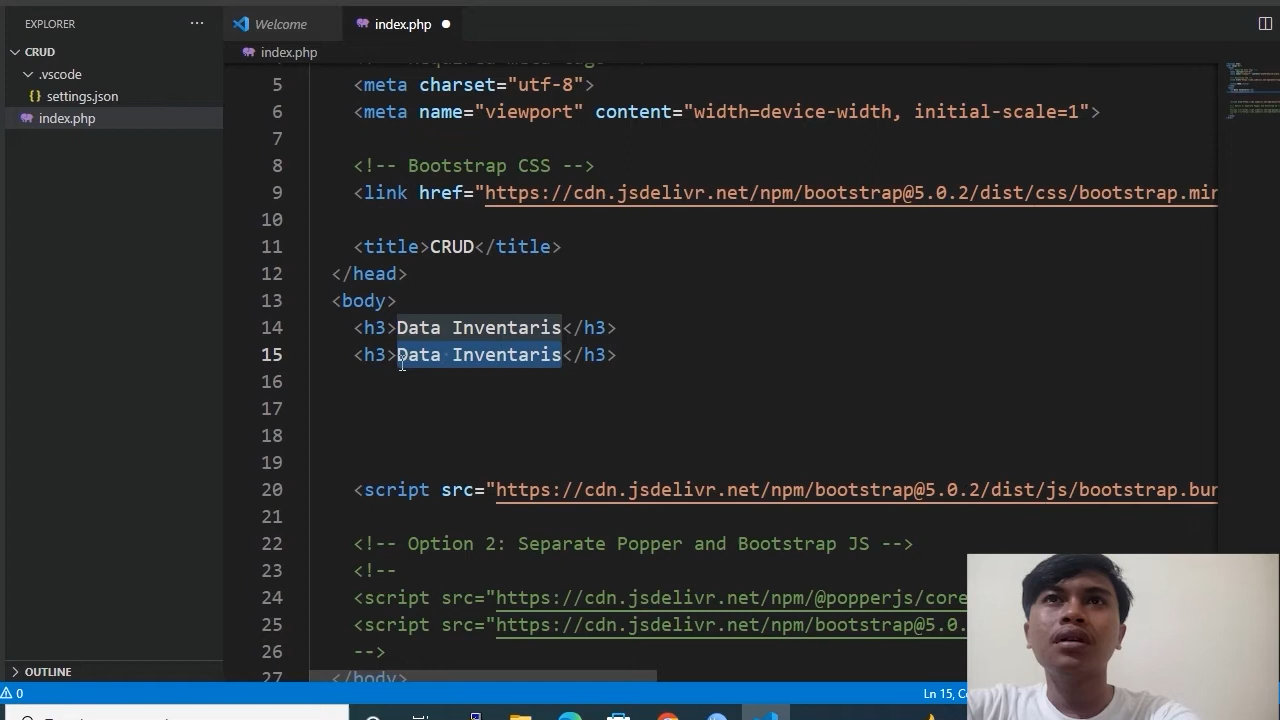 EXPLORER
···
Welcome
index.php
CRUD
.vscode
settings.json
index.php
index.php
5 <meta charset="utf-8">
6 <meta name="viewport" content="width=device-width, initial-scale=1">
7
8 <!-- Bootstrap CSS -->
9 <link href="https://cdn.jsdelivr.net/npm/bootstrap@5.0.2/dist/css/bootstrap.min
10
11 <title>CRUD</title>
12 </head>
13 <body>
14 <h3>Data Inventaris</h3>
15 <h3>Data Inventaris</h3>
16
17
18
19
20 <script src="https://cdn.jsdelivr.net/npm/bootstrap@5.0.2/dist/js/bootstrap.bun
21
22 <!-- Option 2: Separate Popper and Bootstrap JS -->
23 <!--
24 <script src="https://cdn.jsdelivr.net/npm/@popperjs/core
25 <script src="https://cdn.jsdelivr.net/npm/bootstrap@5.0.
26 -->
27 </body>
OUTLINE
0
Ln 15,